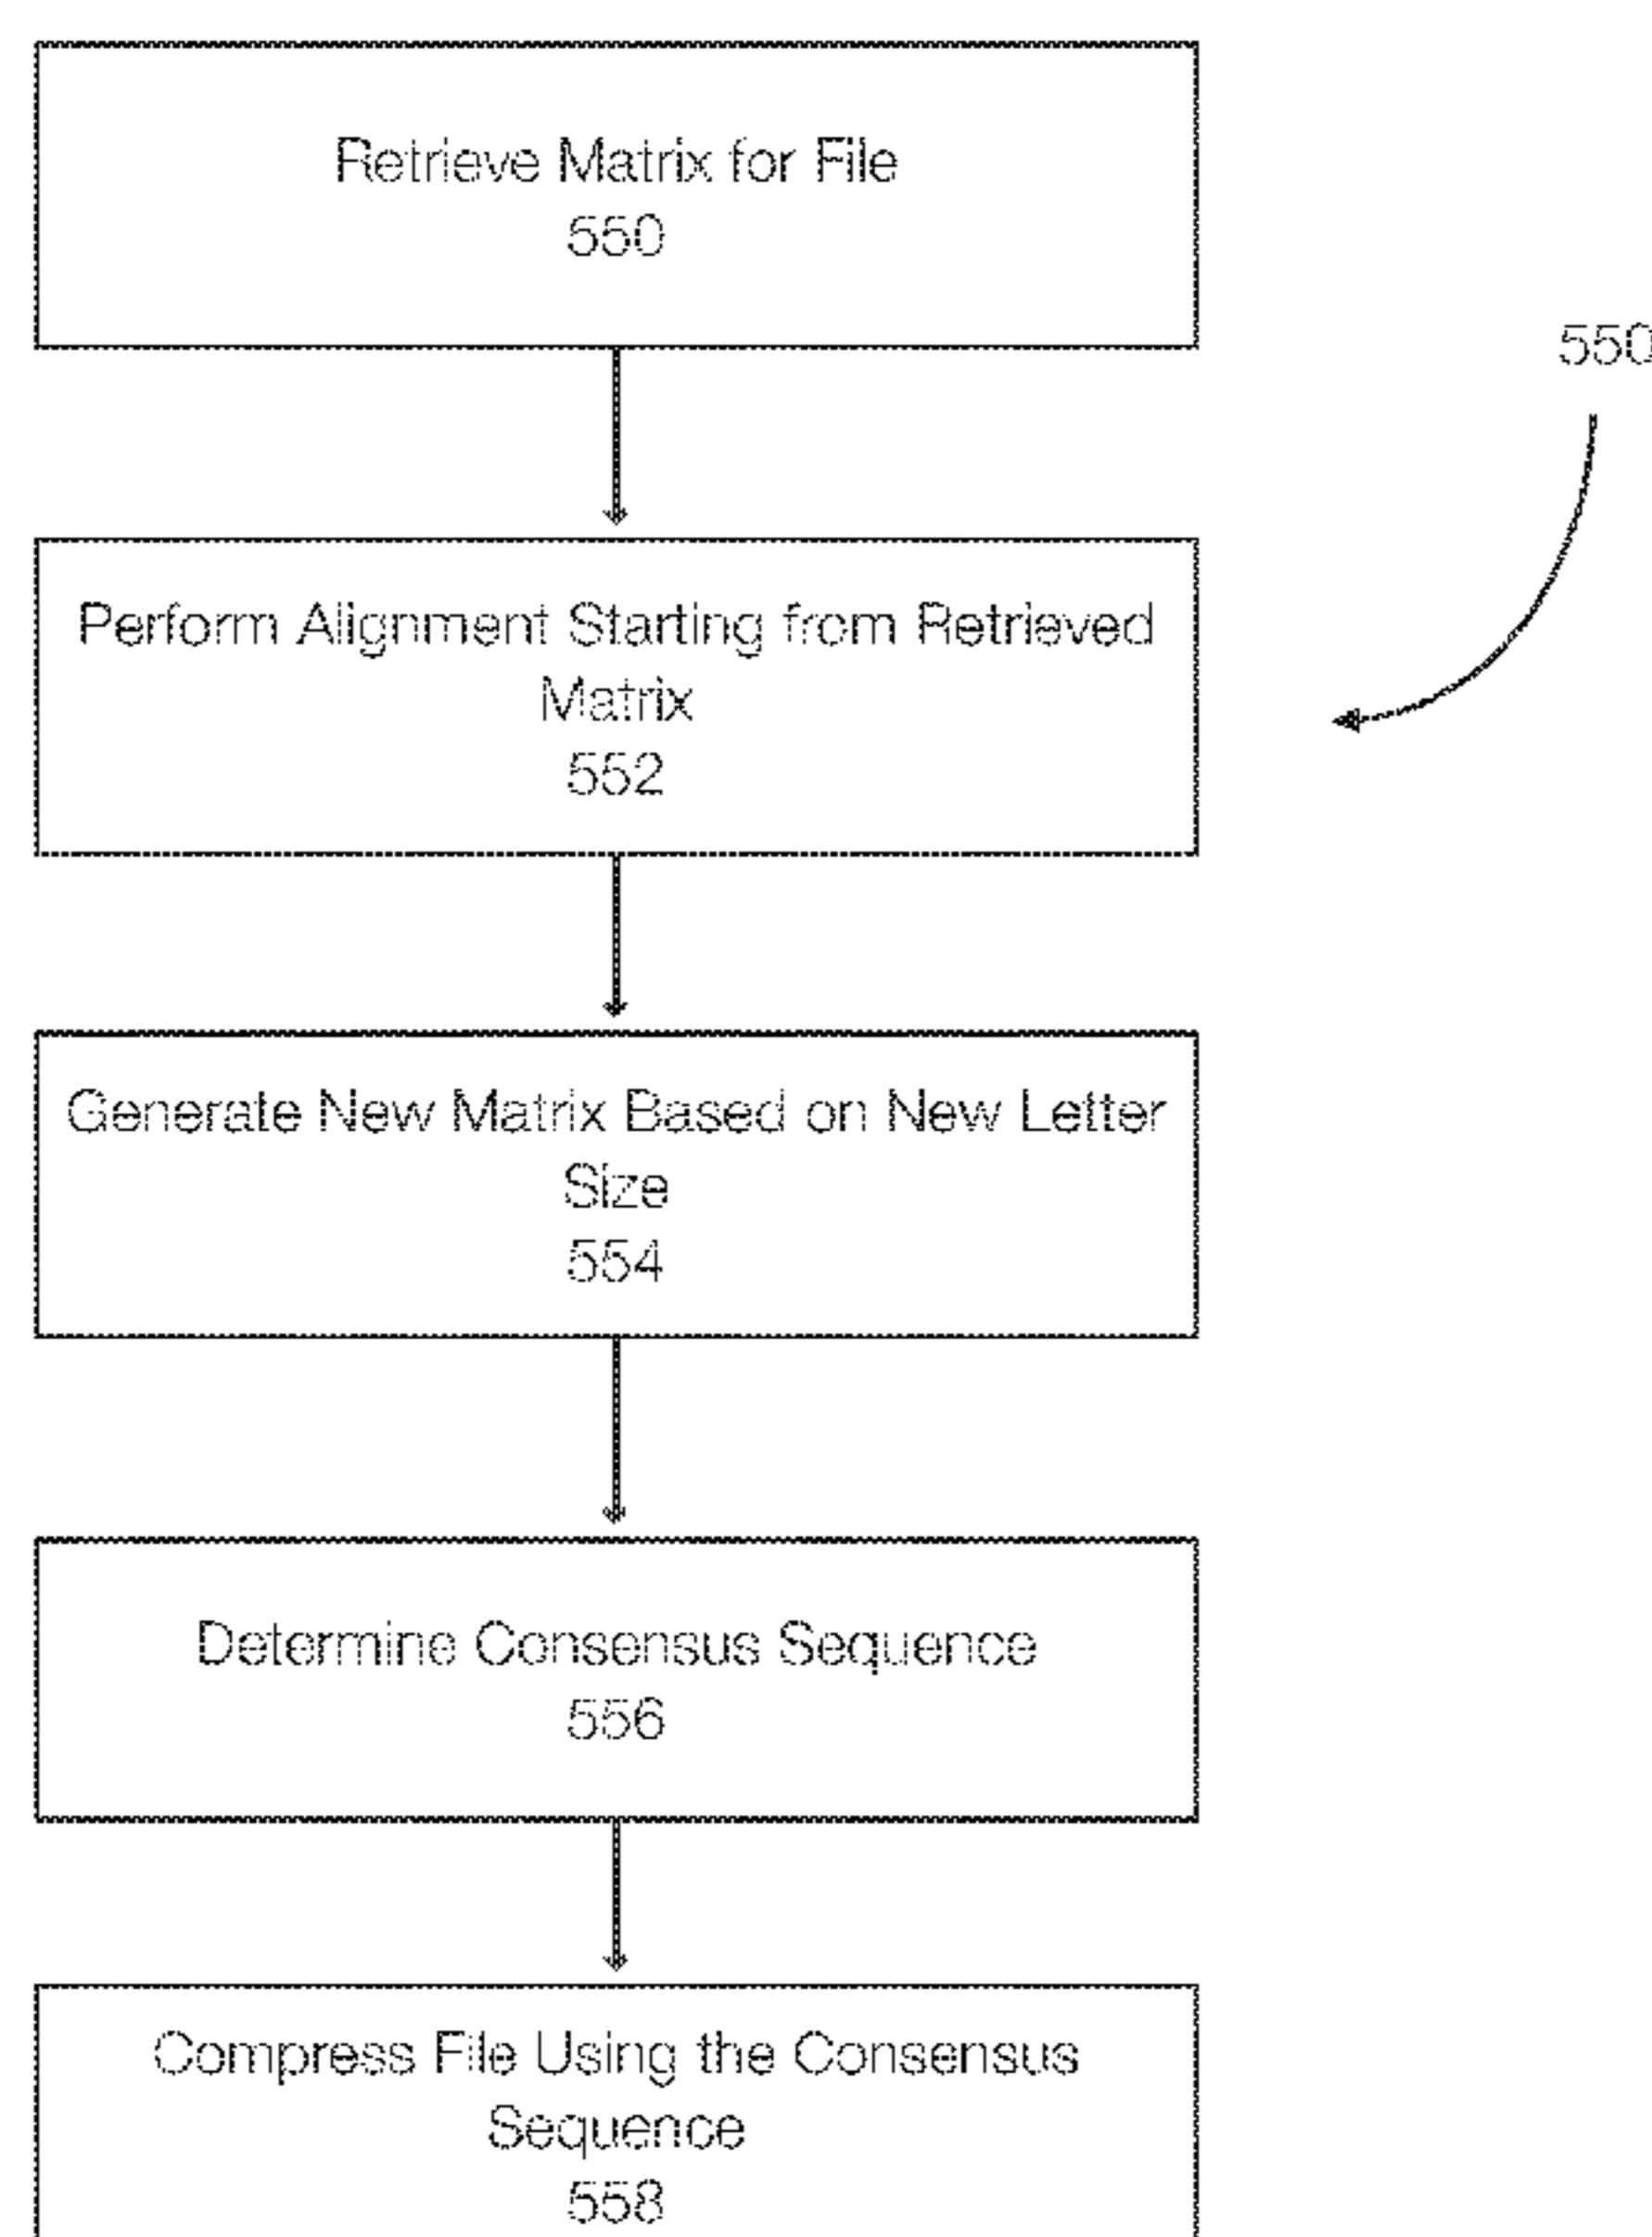 Retrieve Matrix for File
550
550
Perform Alignment Starting from Retrieved
Matrix
552
Generate New Matrix Based on New Letter
Size
554
Determine Consensus Sequence
556
Compress File Using the Consensus
Sequence
558